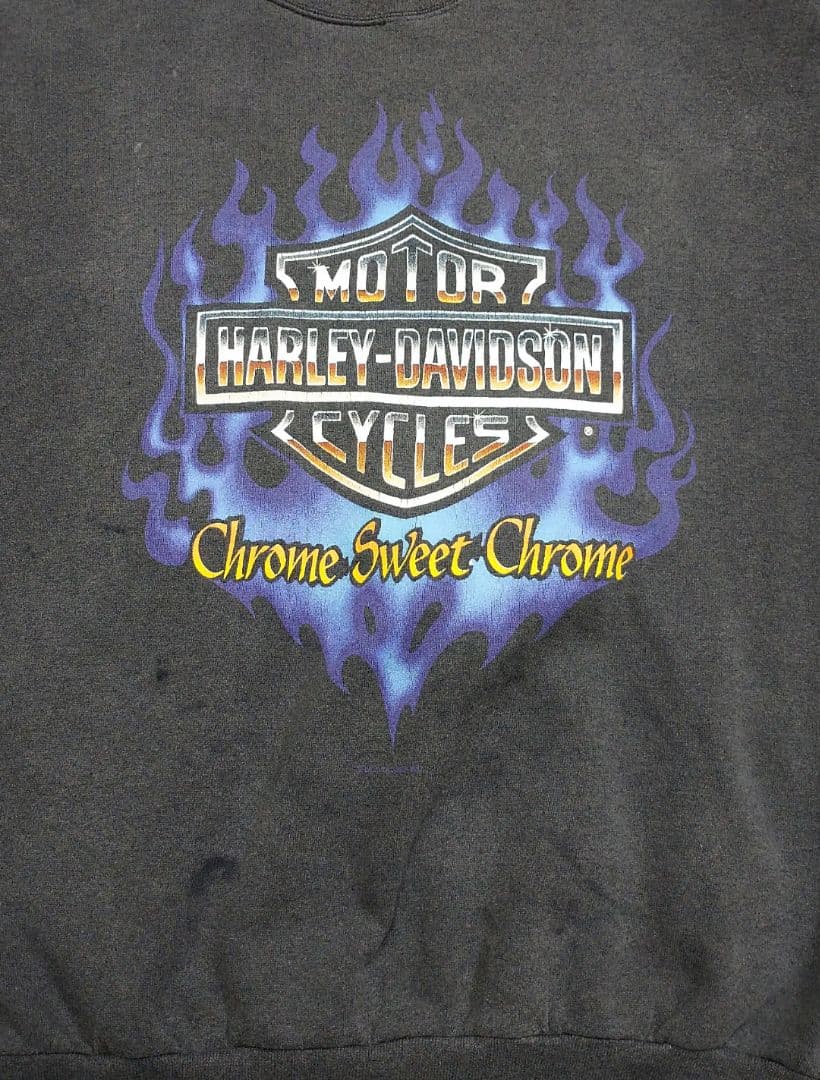 MOTOR
HARLEY-DAVIDSON
CYCLES
®
Chrome Sweet Chrome